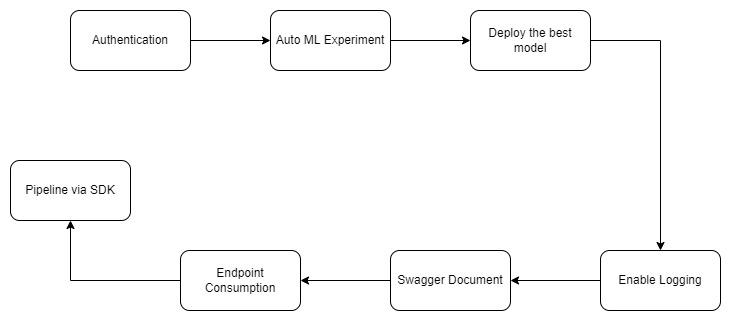 Authentication
Auto ML Experiment
Deploy the best
model
Enable Logging
Swagger Document
Endpoint
Consumption
Pipeline via SDK